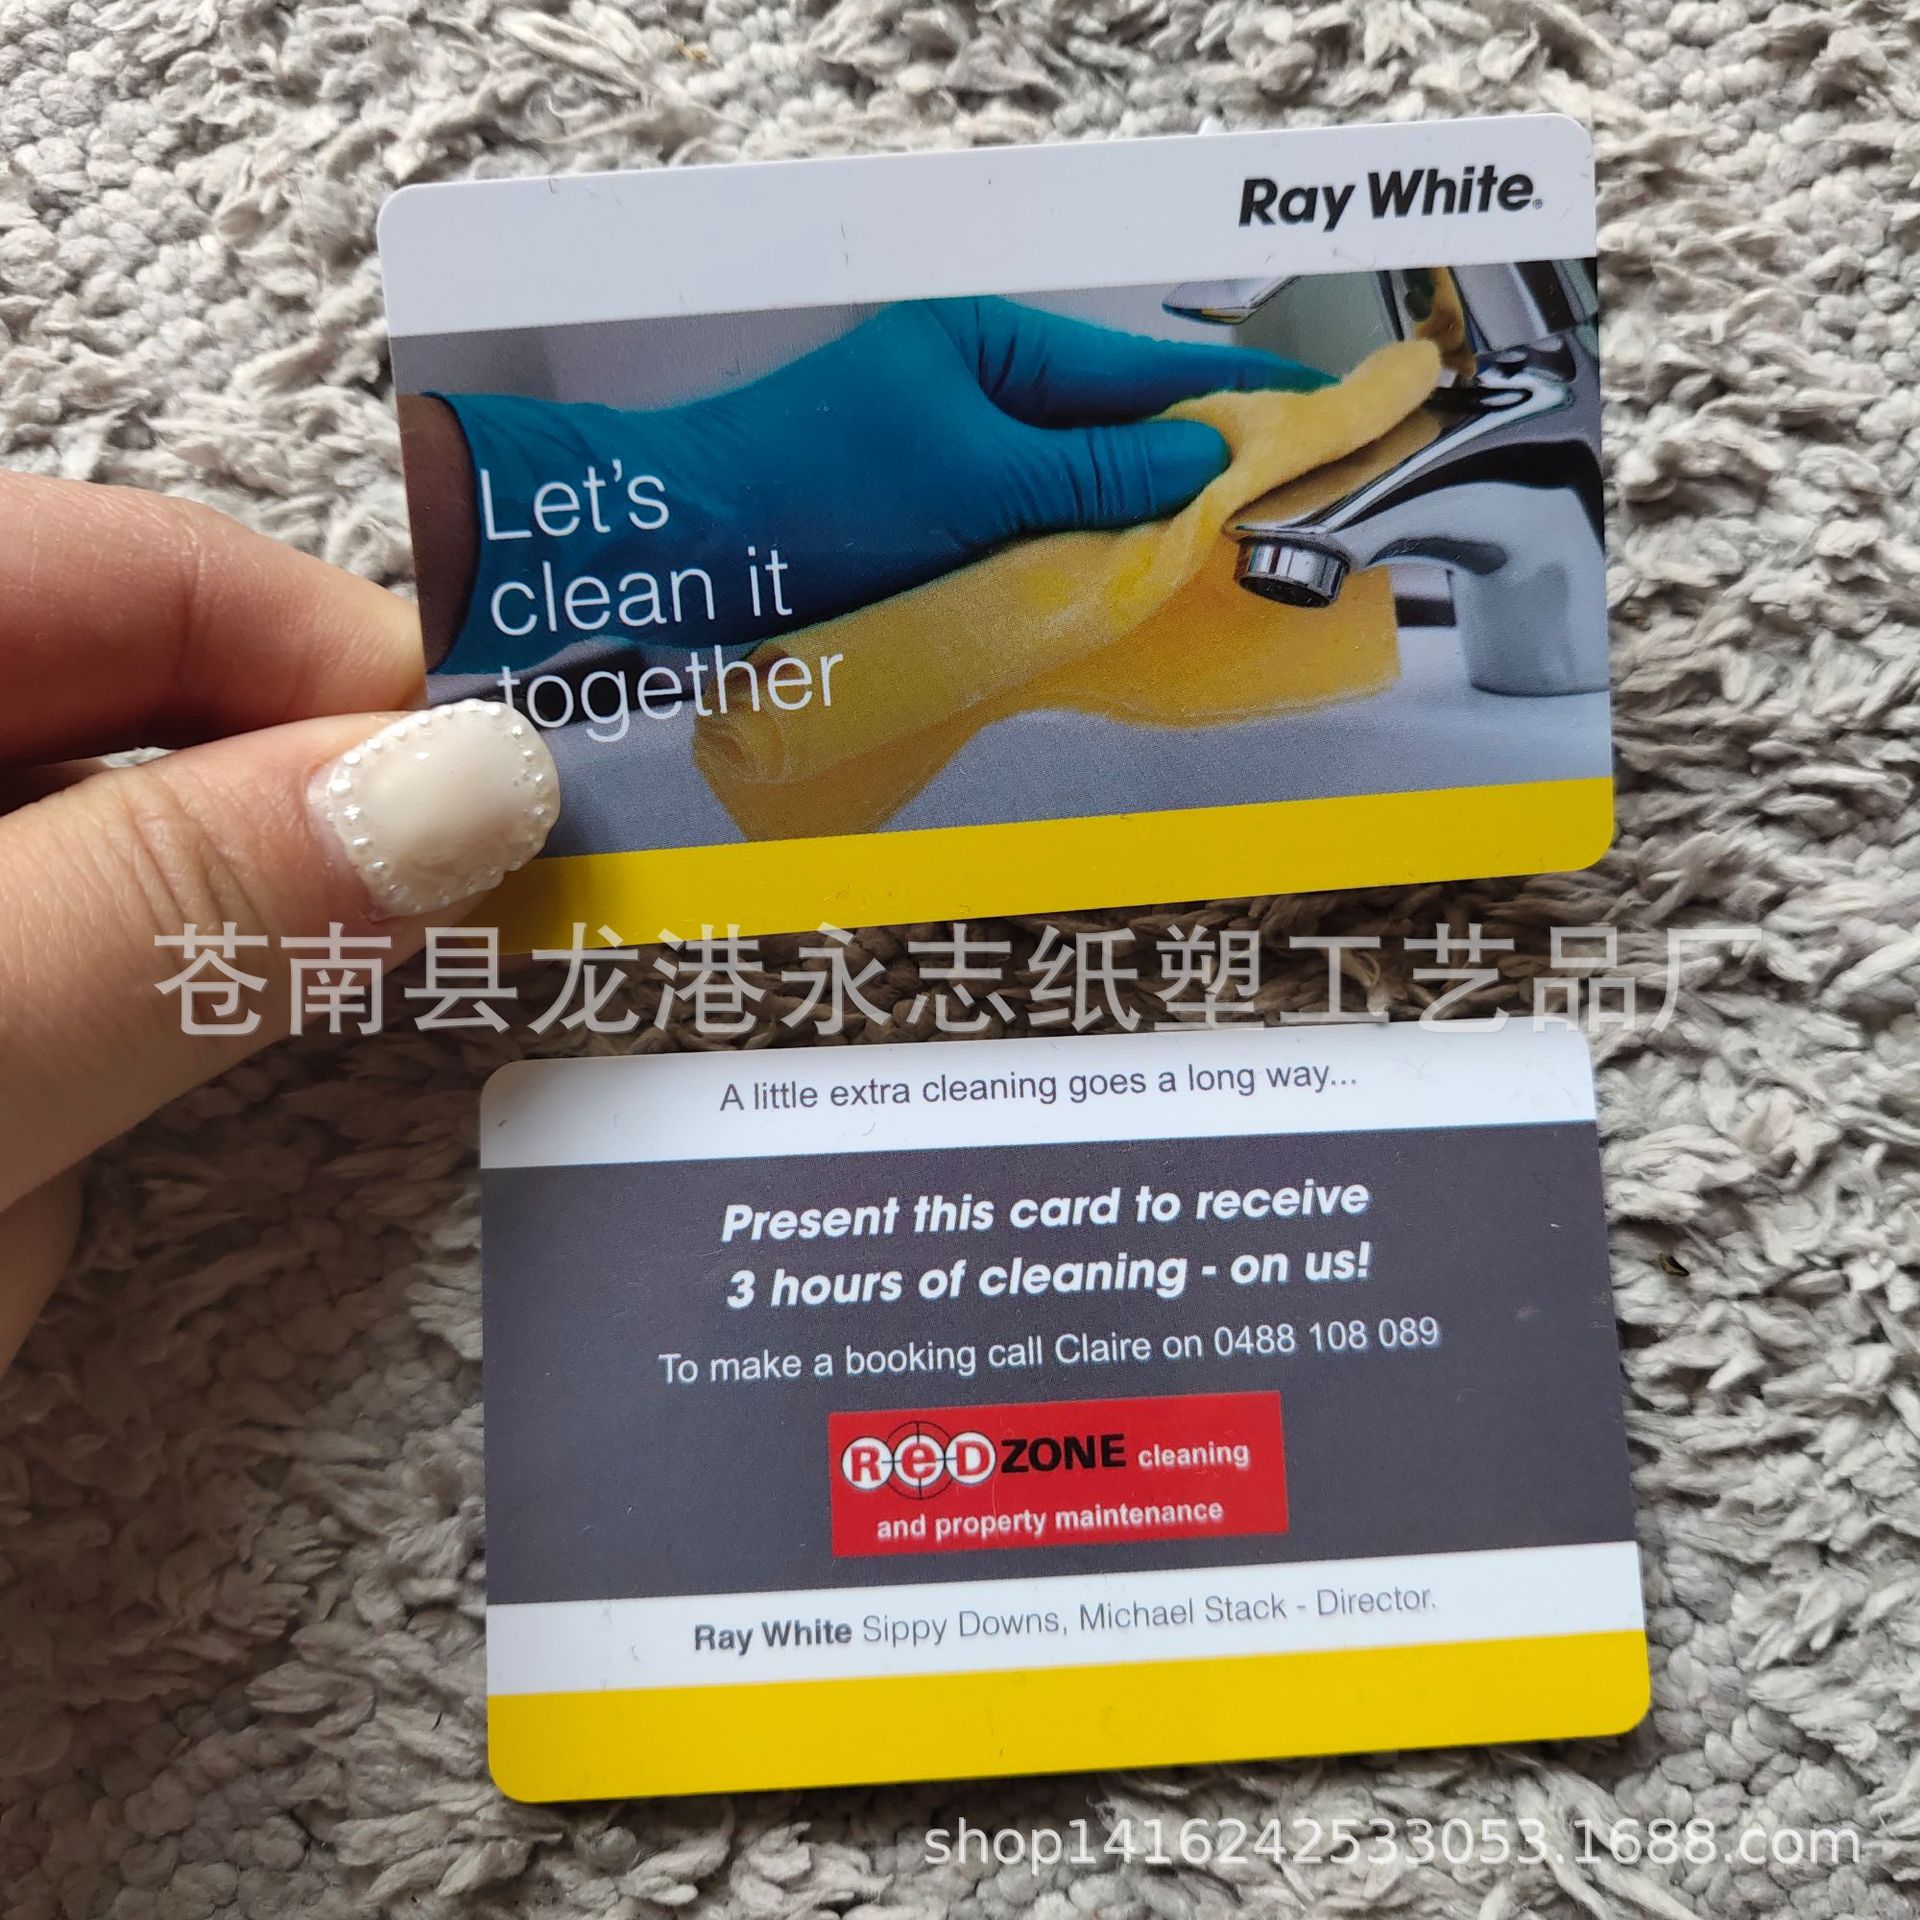 Ray White®
Let's
clean it
together
苍南县龙港永志纸塑工艺品厂
A little extra cleaning goes a long way...
Present this card to receive
3 hours of cleaning - on us!
To make a booking call Claire on 0488 108 089
ReD ZONE cleaning
and property maintenance
Ray White Sippy Downs, Michael Stack - Director.
shop1416242533053.1688.com